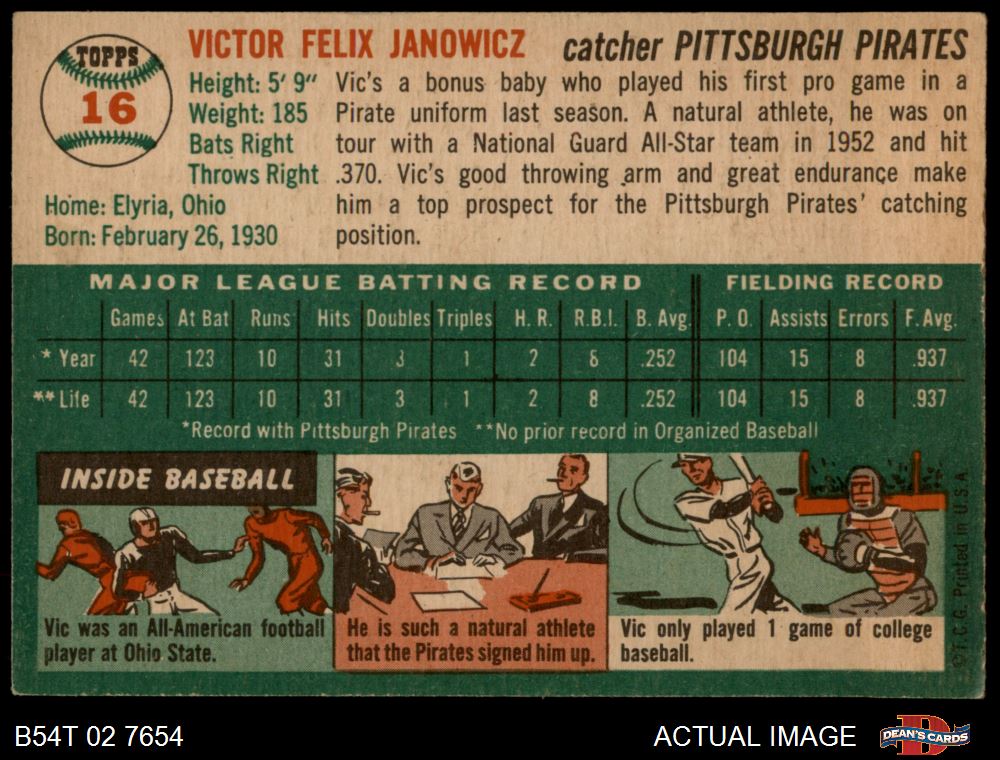 TOPPS
16
VICTOR FELIX JANOWICZ catcher PITTSBURGH PIRATES
Height: 5' 9"
Weight: 185
Bats Right
Throws Right
Home: Elyria, Ohio
Born: February 26, 1930
Vic's a bonus baby who played his first pro game in a
Pirate uniform last season. A natural athlete, he was on
tour with a National Guard All-Star team in 1952 and hit
.370. Vic's good throwing arm and great endurance make
him a top prospect for the Pittsburgh Pirates' catching
position.
MAJOR LEAGUE BATTING RECORD FIELDING RECORD
Games At Bat Runs Hits Doubles Triples H. R. R.B.I. B. Avg. P. O. Assists Errors F. Avg.
* Year 42 123 10 31 3 1 2 8 .252 104 15 8 .937
** Life 42 123 10 31 3 1 2 8 .252 104 15 8 .937
*Record with Pittsburgh Pirates **No prior record in Organized Baseball
INSIDE BASEBALL
Vic was an All-American football
player at Ohio State.
He is such a natural athlete
that the Pirates signed him up.
Vic only played 1 game of college
baseball.
© T. C. G. Printed in U. S. A.
B54T 02 7654
ACTUAL IMAGE
DEAN'S CARDS